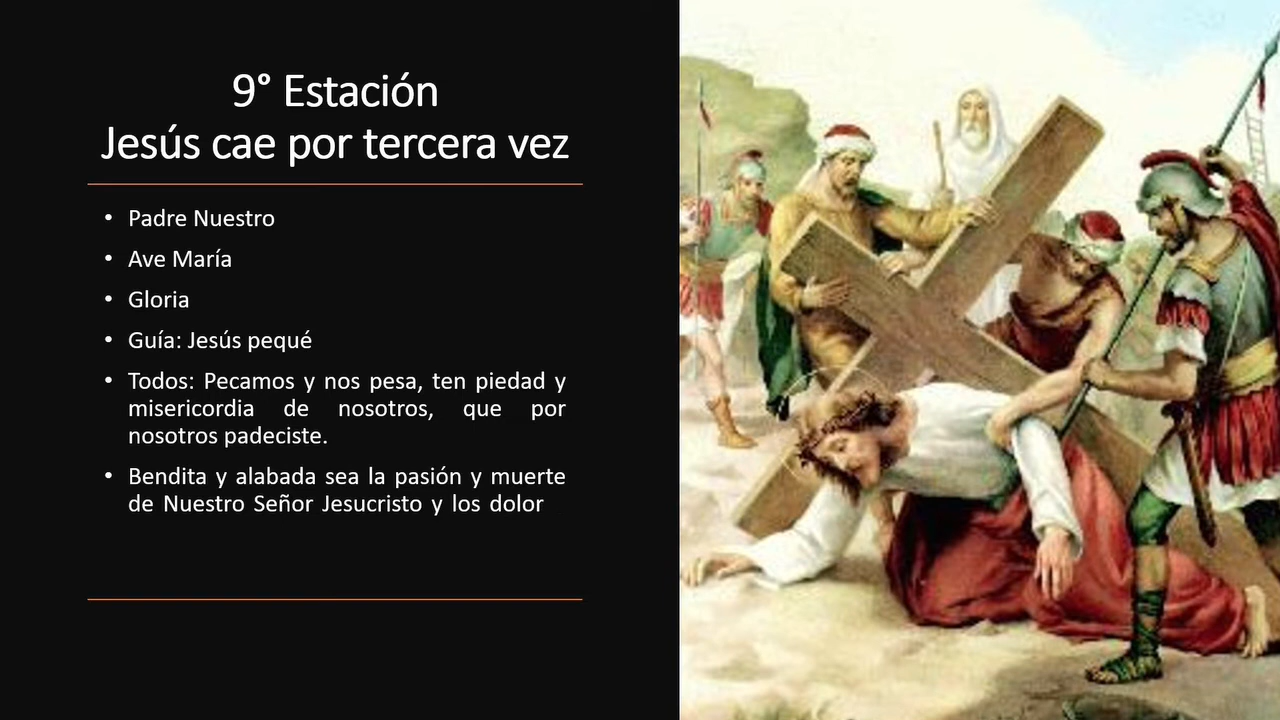 9° Estación
Jesús cae por tercera vez
• Padre Nuestro
• Ave María
• Gloria
• Guía: Jesús pequé
• Todos: Pecamos y nos pesa, ten piedad y
misericordia de nosotros, que por
nosotros padeciste.
• Bendita y alabada sea la pasión y muerte
de Nuestro Señor Jesucristo y los dolor